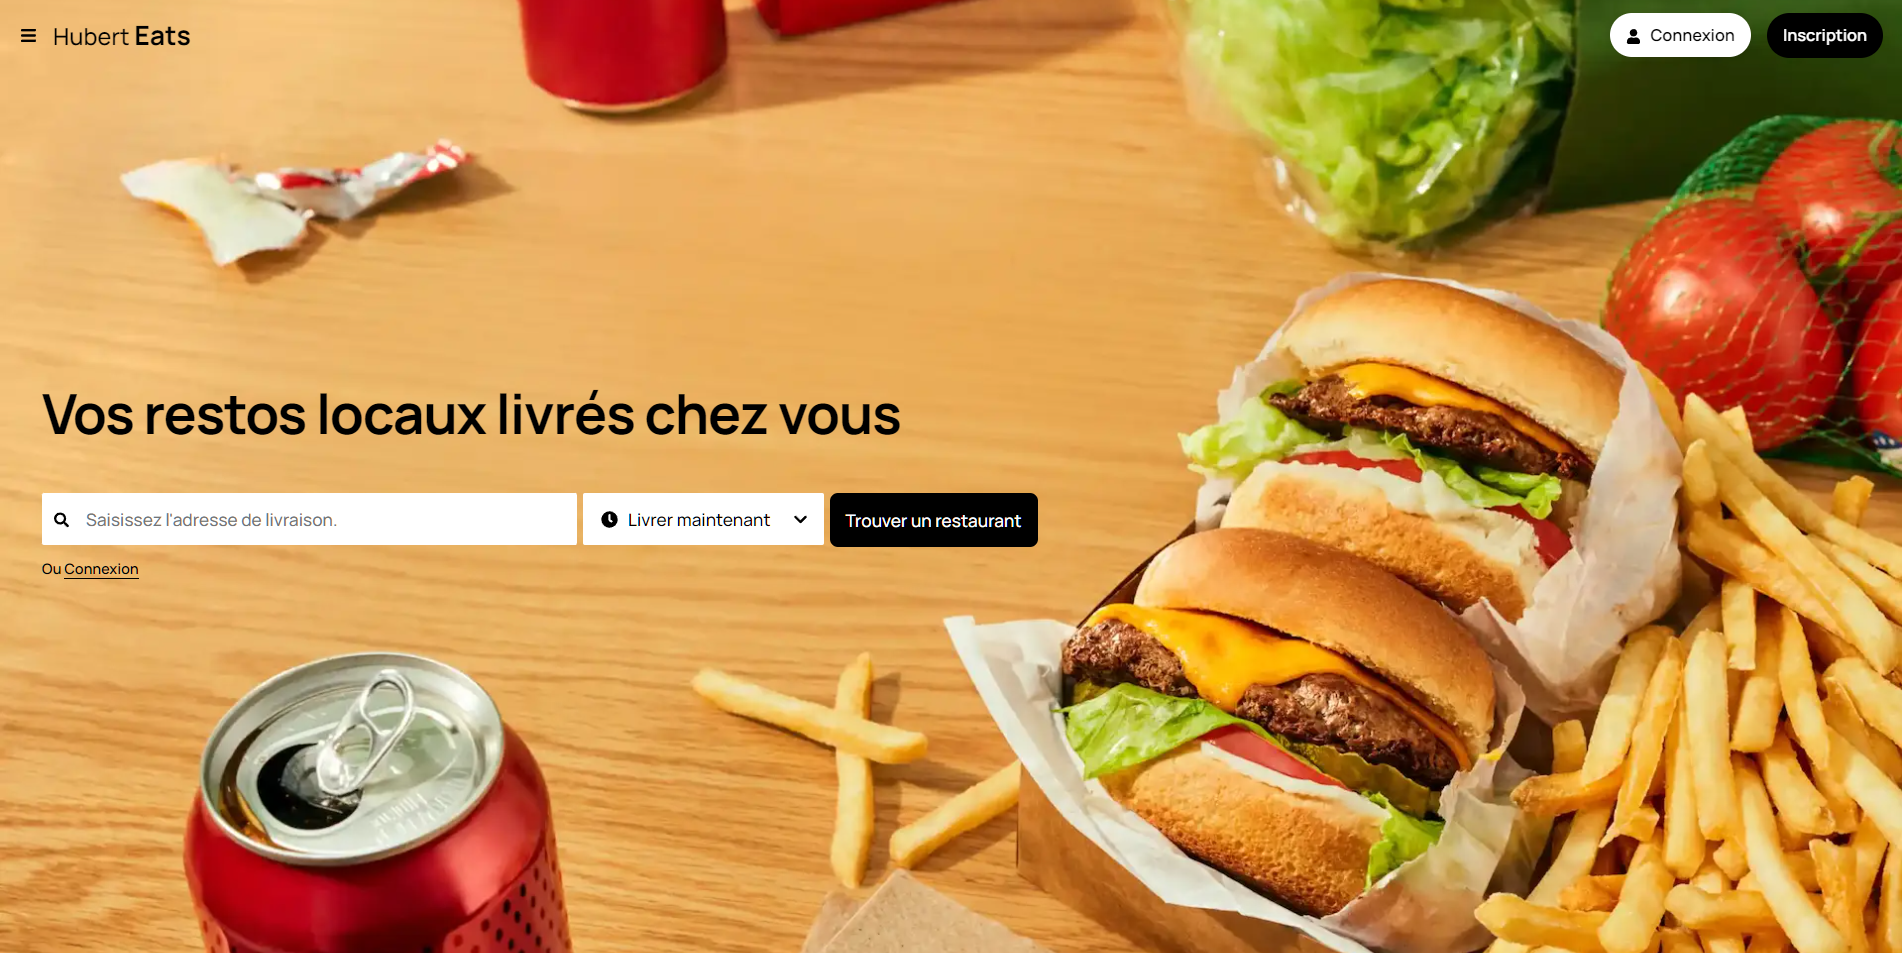 Hubert Eats
Connexion
Inscription
Vos restos locaux livrés chez vous
Saisissez l'adresse de livraison.
Livrer maintenant
Trouver un restaurant
Ou Connexion